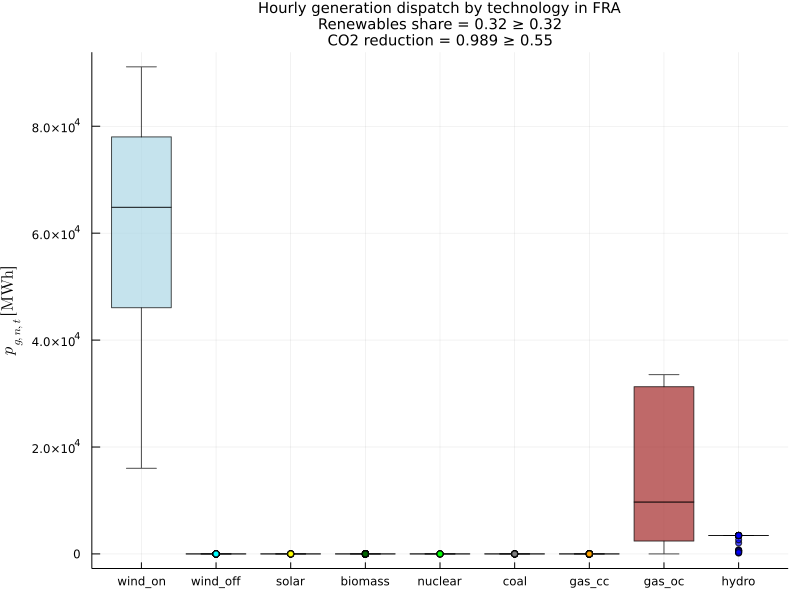 Hourly generation dispatch by technology in FRA
Renewables share = 0.32 ≥ 0.32
CO2 reduction = 0.989 ≥ 0.55
p_{g,n,t} [MWh]
8.0×10⁴
6.0×10⁴
4.0×10⁴
2.0×10⁴
0
wind_on wind_off solar biomass nuclear coal gas_cc gas_oc hydro